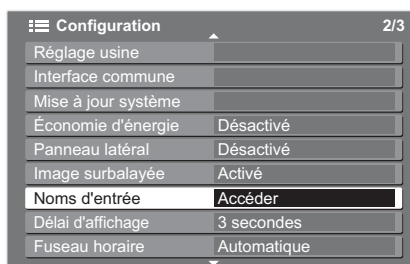 Configuration 2/3
Réglage usine
Interface commune
Mise à jour système
Économie d'énergie Désactivé
Panneau latéral Désactivé
Image surbalayée Activé
Noms d'entrée Accéder
Délai d'affichage 3 secondes
Fuseau horaire Automatique